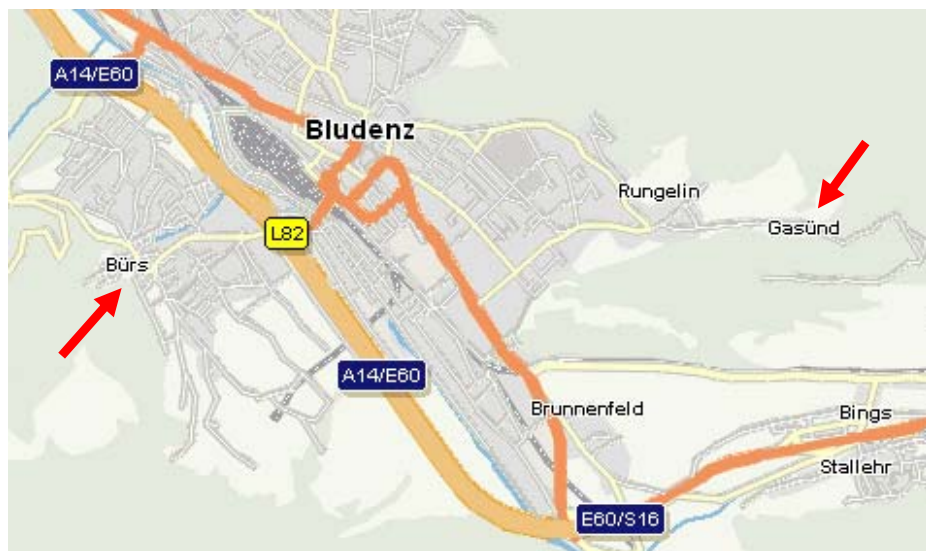 A14/E60
Bludenz
Rungelin
Gasünd
L82
Bürs
A14/E60
Brunnenfeld
Bings
Stallehr
E60/S16